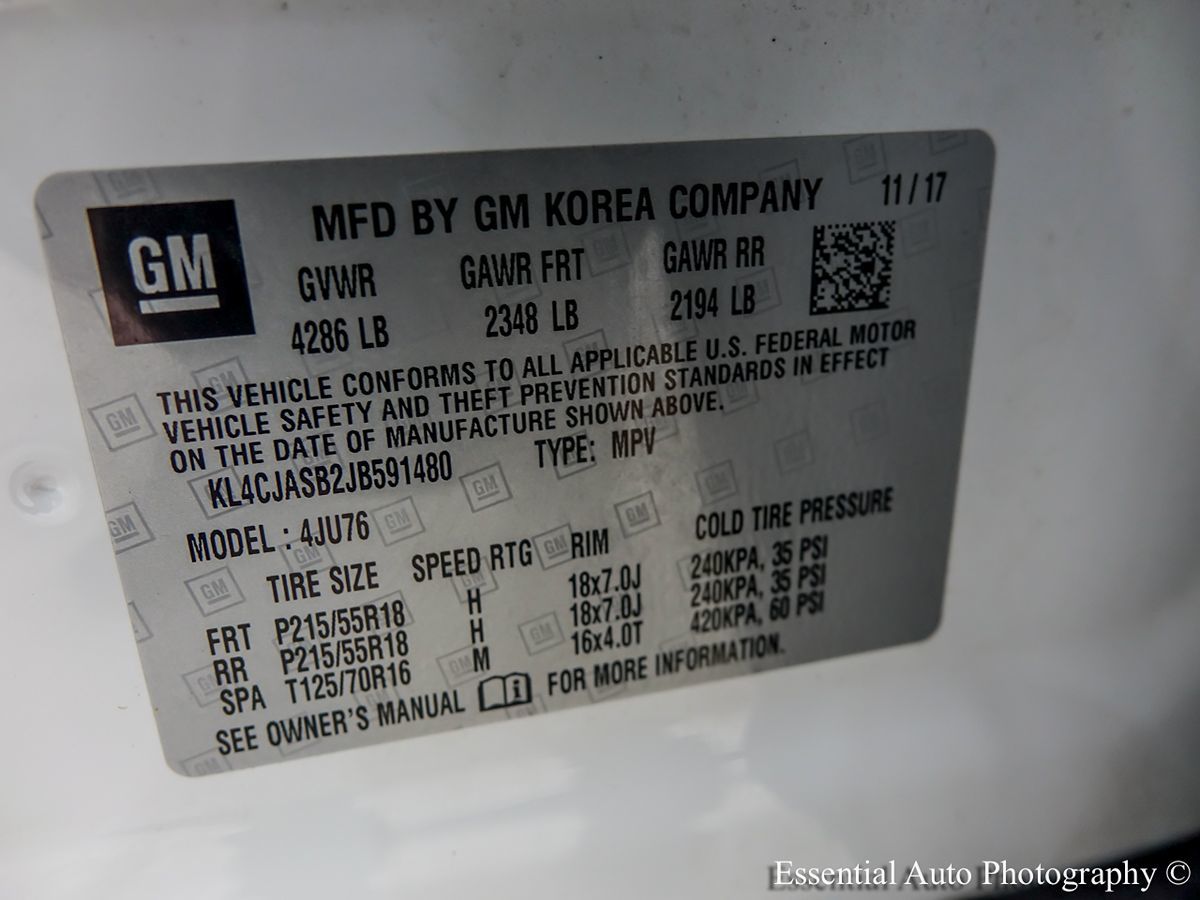 GM
MFD BY GM KOREA COMPANY 11 / 17
GVWR GAWR FRT GAWR RR
4286 LB 2348 LB 2194 LB
THIS VEHICLE CONFORMS TO ALL APPLICABLE U.S. FEDERAL MOTOR
VEHICLE SAFETY AND THEFT PREVENTION STANDARDS IN EFFECT
ON THE DATE OF MANUFACTURE SHOWN ABOVE.
KL4CJASB2JB591480 TYPE: MPV
MODEL : 4JU76
TIRE SIZE SPEED RTG RIM COLD TIRE PRESSURE
FRT P215/55R18 H 18x7.0J 240KPA, 35 PSI
RR P215/55R18 H 18x7.0J 240KPA, 35 PSI
SPA T125/70R16 M 16x4.0T 420KPA, 60 PSI
SEE OWNER'S MANUAL FOR MORE INFORMATION.
Essential Auto Photography ©